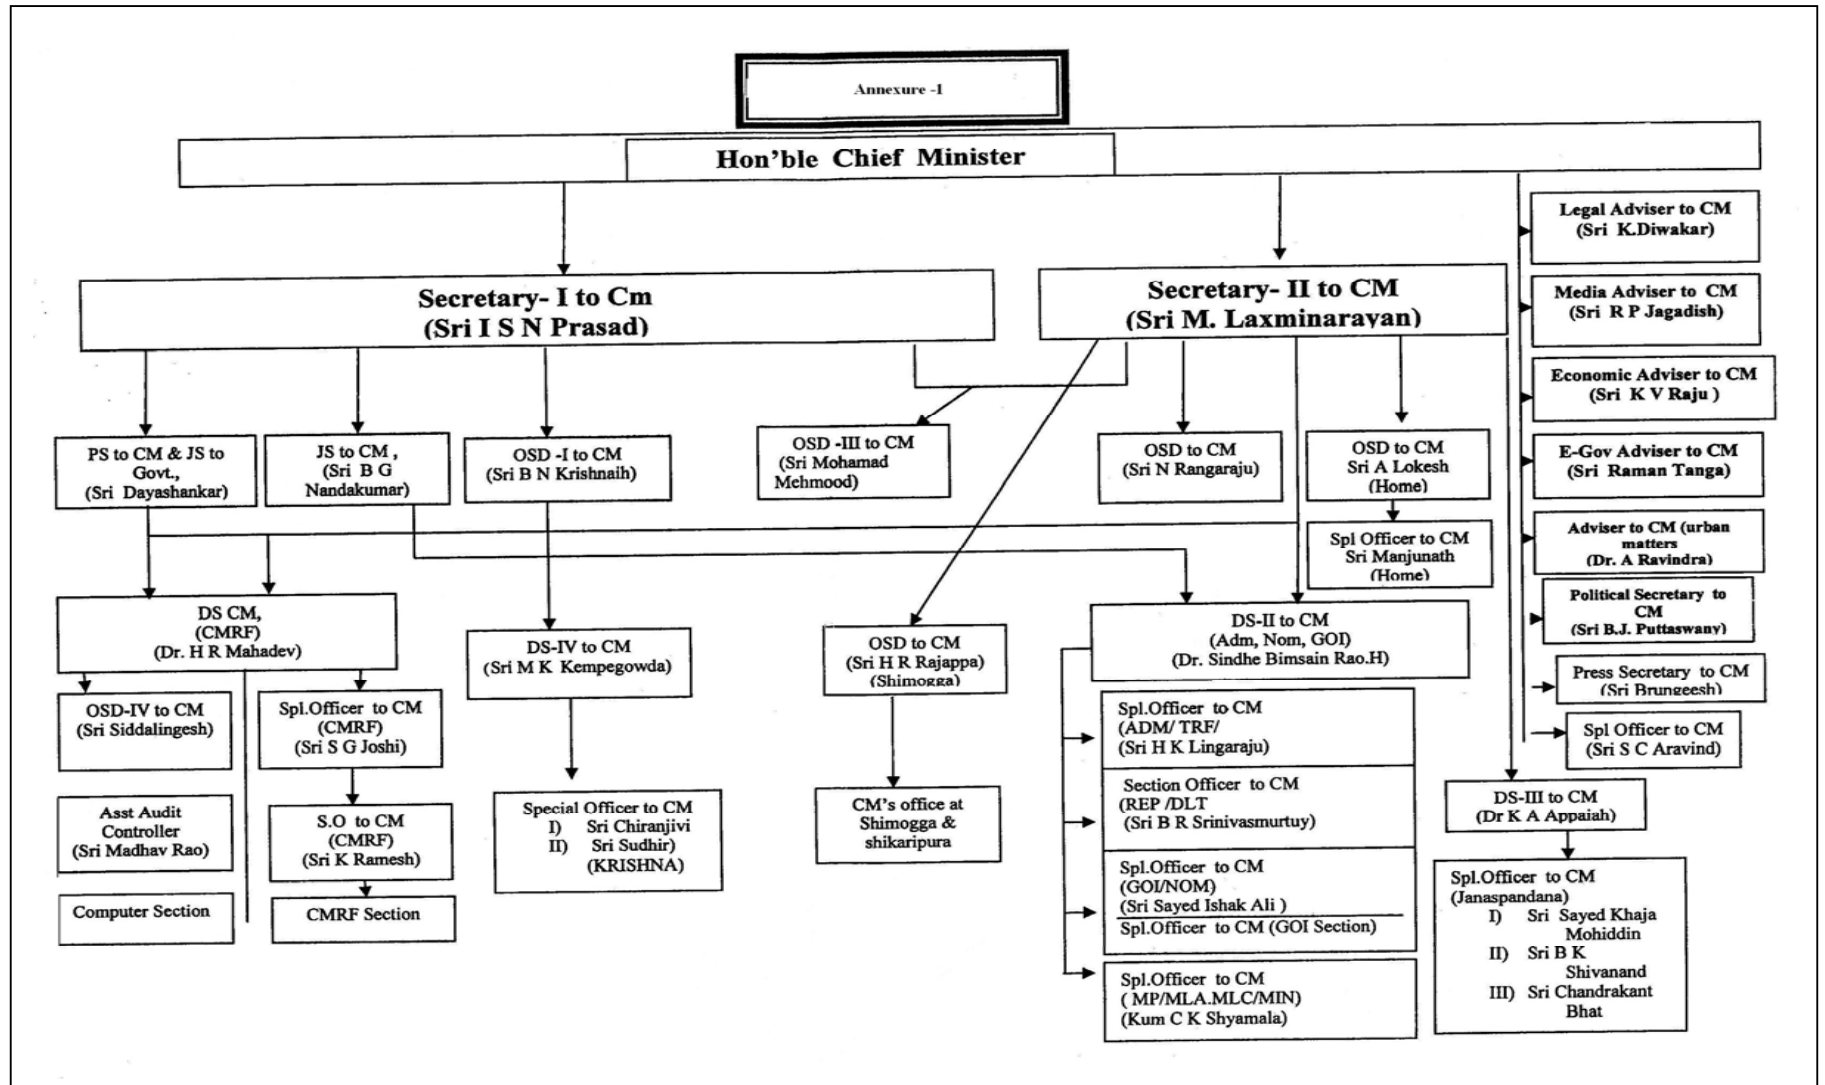 Annexure -1
Hon'ble Chief Minister
Secretary- I to Cm
(Sri I S N Prasad)
Secretary- II to CM
(Sri M. Laxminarayan)
Legal Adviser to CM
(Sri K.Diwakar)
Media Adviser to CM
(Sri R P Jagadish)
Economic Adviser to CM
(Sri K V Raju )
E-Gov Adviser to CM
(Sri Raman Tanga)
Adviser to CM (urban
matters
(Dr. A Ravindra)
Political Secretary to
CM
(Sri B.J. Puttaswany)
Press Secretary to CM
(Sri Brungeesh)
Spl Officer to CM
(Sri S C Aravind)
PS to CM & JS to
Govt.,
(Sri Dayashankar)
JS to CM ,
(Sri B G
Nandakumar)
OSD -I to CM
(Sri B N Krishnaih)
OSD -III to CM
(Sri Mohamad
Mehmood)
OSD to CM
(Sri N Rangaraju)
OSD to CM
Sri A Lokesh
(Home)
Spl Officer to CM
Sri Manjunath
(Home)
DS CM,
(CMRF)
(Dr. H R Mahadev)
DS-IV to CM
(Sri M K Kempegowda)
OSD to CM
(Sri H R Rajappa)
(Shimogga)
DS-II to CM
(Adm, Nom, GOI)
(Dr. Sindhe Bimsain Rao.H)
OSD-IV to CM
(Sri Siddalingesh)
Spl.Officer to CM
(CMRF)
(Sri S G Joshi)
Asst Audit
Controller
(Sri Madhav Rao)
S.O to CM
(CMRF)
(Sri K Ramesh)
Computer Section
CMRF Section
Special Officer to CM
I) Sri Chiranjivi
II) Sri Sudhir)
(KRISHNA)
CM's office at
Shimogga &
shikaripura
Spl.Officer to CM
(ADM/ TRF/
(Sri H K Lingaraju)
Section Officer to CM
(REP /DLT
(Sri B R Srinivasmurtuy)
Spl.Officer to CM
(GOI/NOM)
(Sri Sayed Ishak Ali )
Spl.Officer to CM (GOI Section)
Spl.Officer to CM
( MP/MLA.MLC/MIN)
(Kum C K Shyamala)
DS-III to CM
(Dr K A Appaiah)
Spl.Officer to CM
(Janaspandana)
I) Sri Sayed Khaja
Mohiddin
II) Sri B K
Shivanand
III) Sri Chandrakant
Bhat